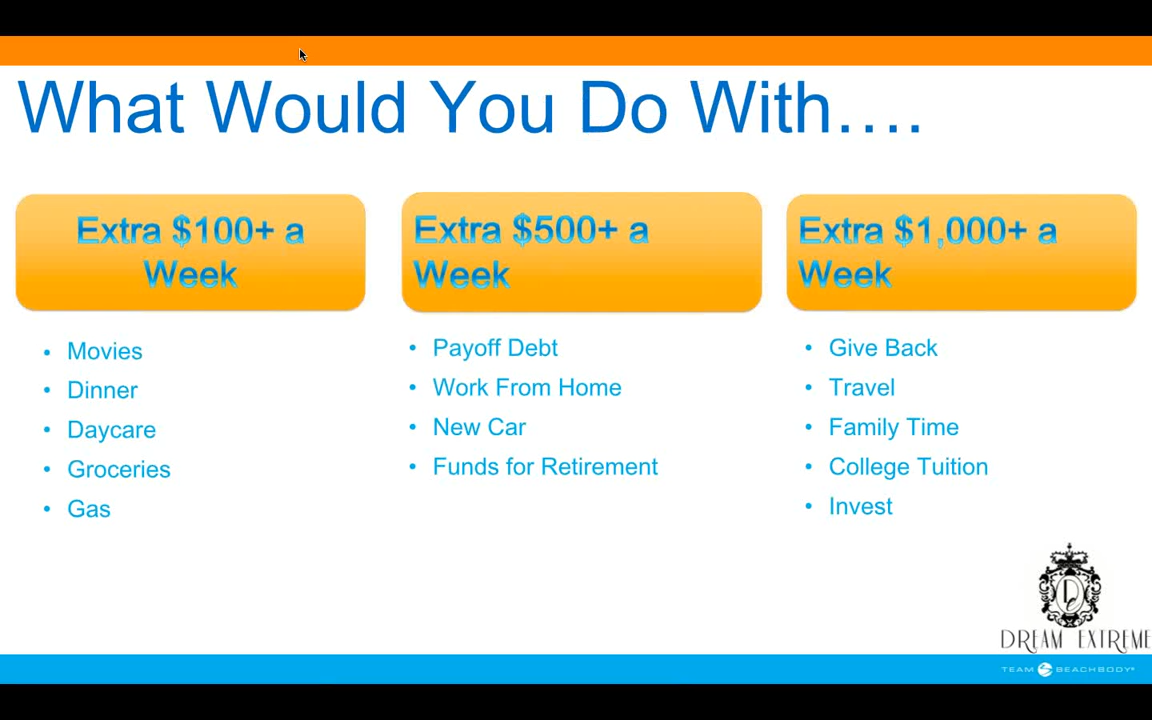 What Would You Do With….
Extra $100+ a
Week
• Movies
• Dinner
• Daycare
• Groceries
• Gas
Extra $500+ a
Week
• Payoff Debt
• Work From Home
• New Car
• Funds for Retirement
Extra $1,000+ a
Week
• Give Back
• Travel
• Family Time
• College Tuition
• Invest
DREAM EXTREME
TEAM BEACHBODY®